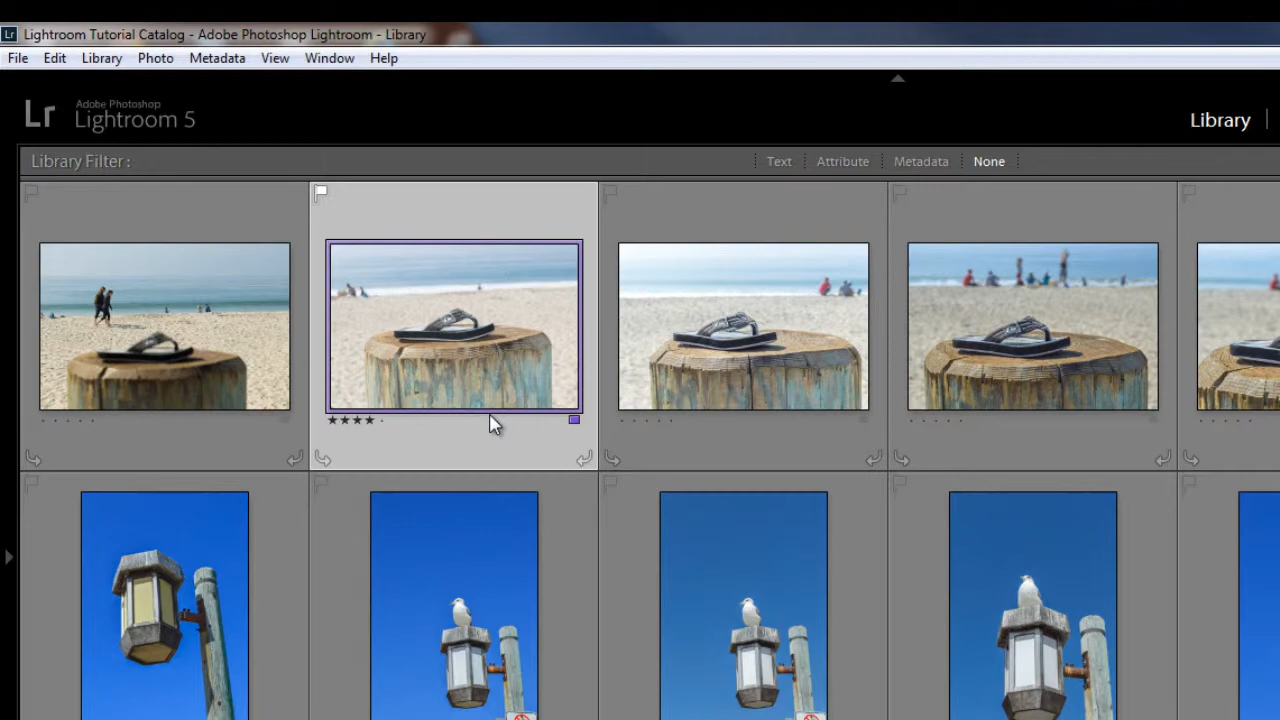 Lr Lightroom Tutorial Catalog - Adobe Photoshop Lightroom - Library
File Edit Library Photo Metadata View Window Help
Lr Adobe Photoshop
Lightroom 5
Library
Library Filter : Text Attribute Metadata None